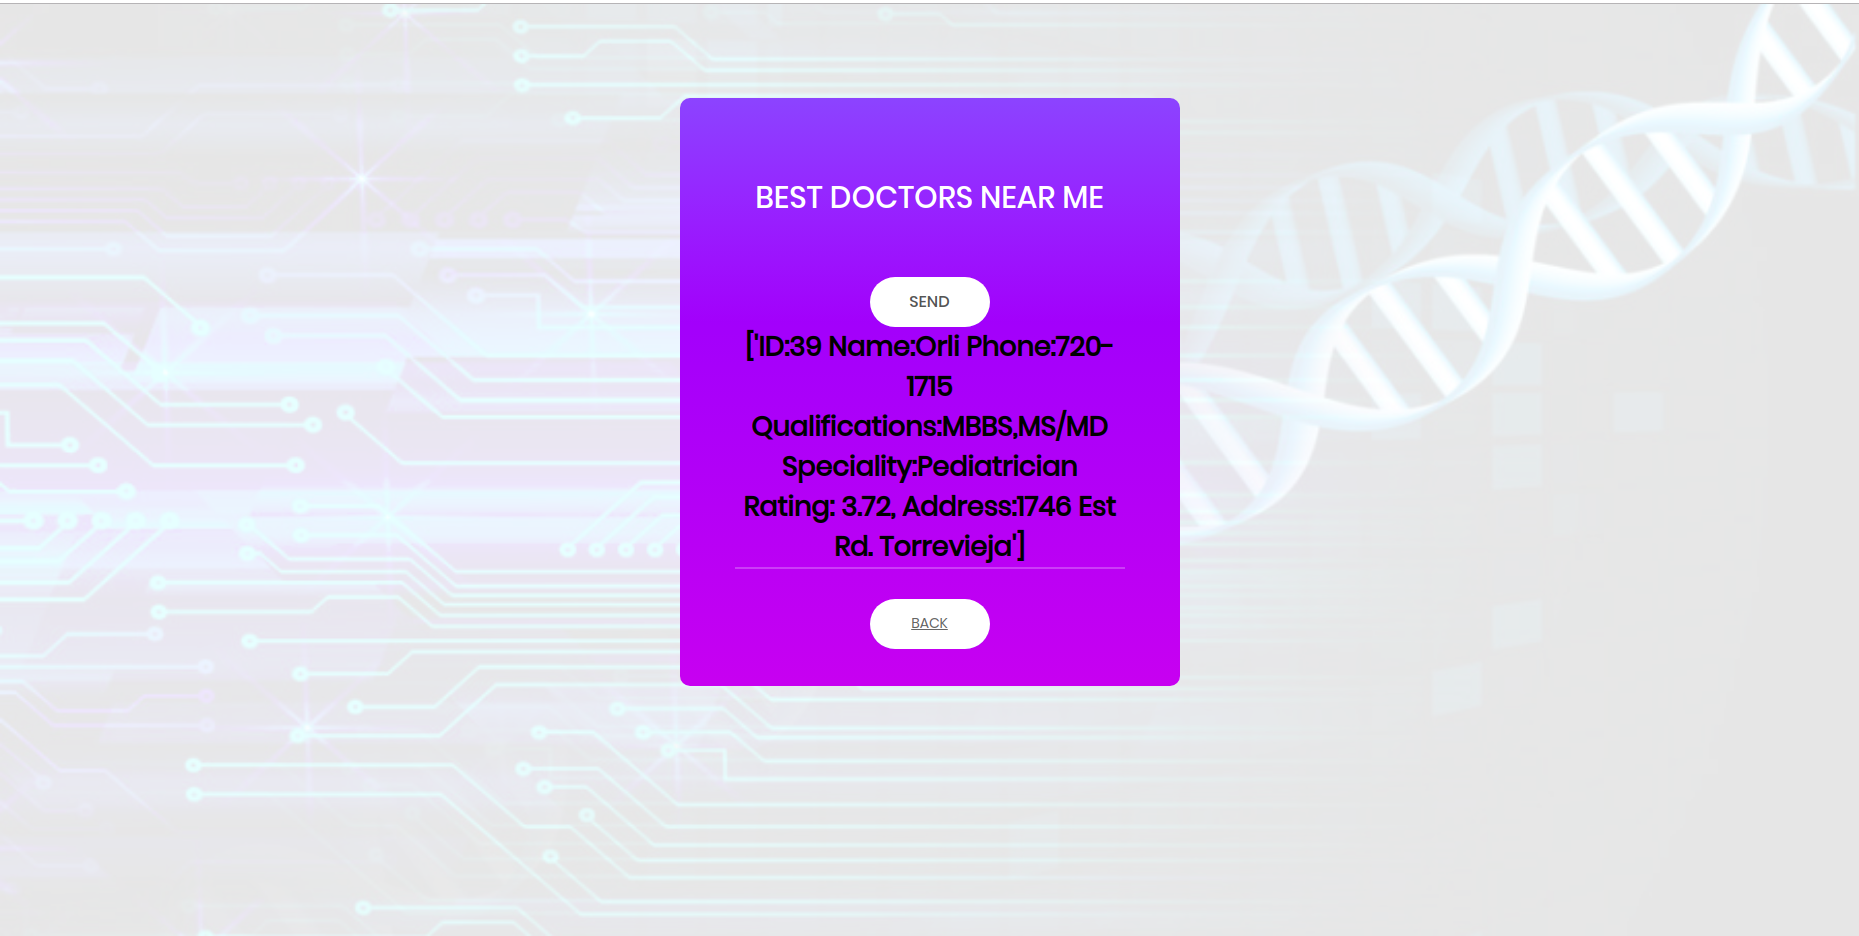 BEST DOCTORS NEAR ME
SEND
['ID:39 Name:Orli Phone:720-
1715
Qualifications:MBBS,MS/MD
Speciality:Pediatrician
Rating: 3.72, Address:1746 Est
Rd. Torrevieja']
BACK